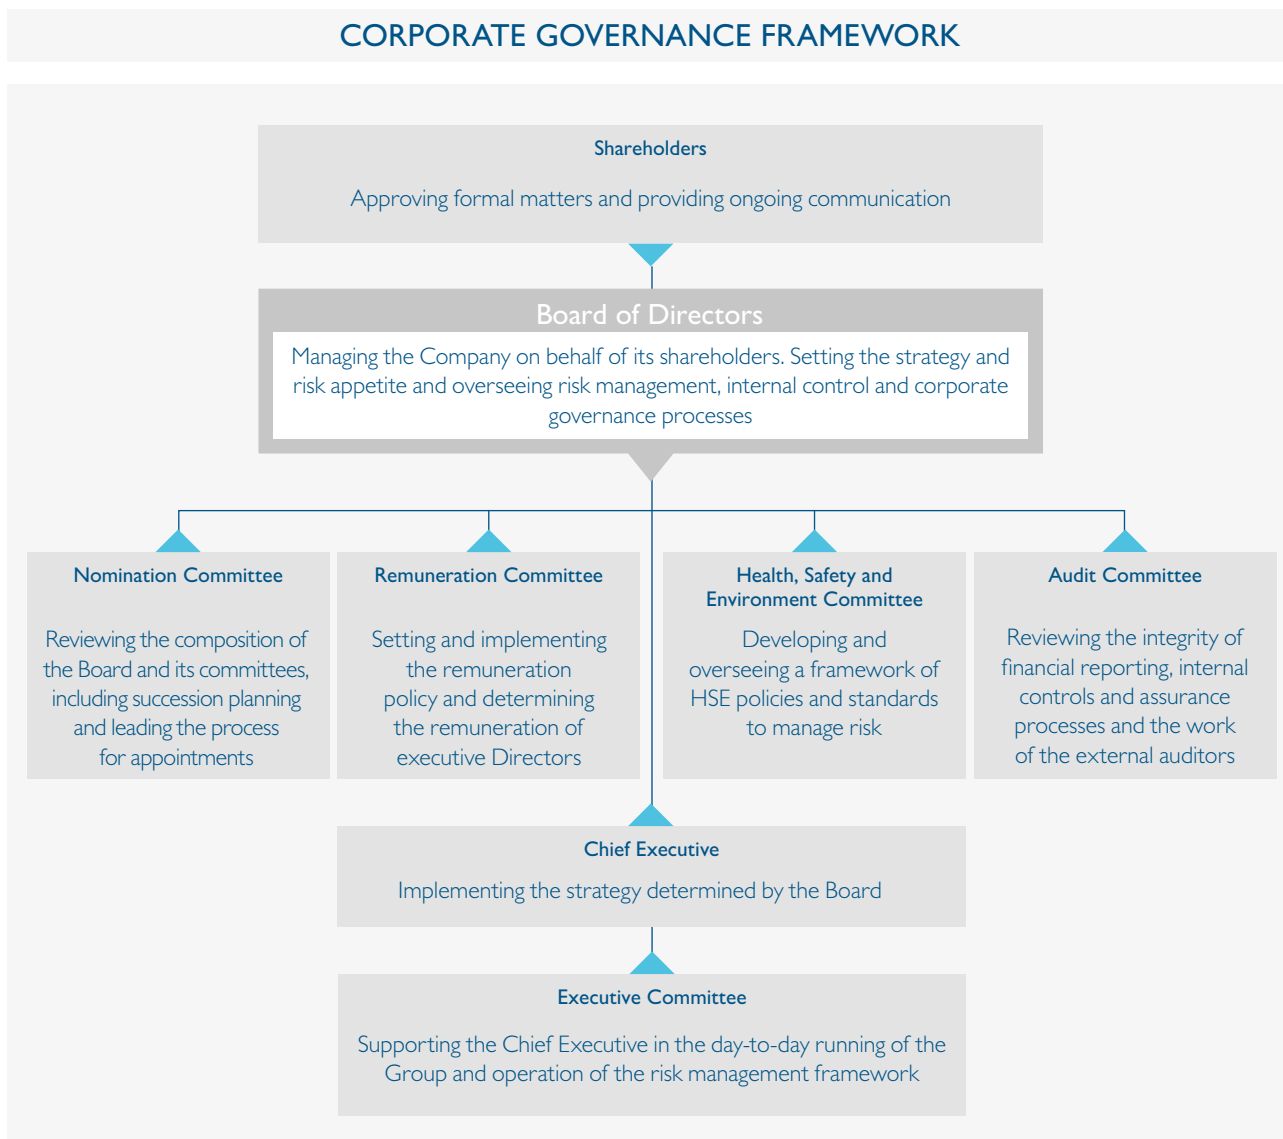 CORPORATE GOVERNANCE FRAMEWORK
Shareholders
Approving formal matters and providing ongoing communication
Board of Directors
Managing the Company on behalf of its shareholders. Setting the strategy and
risk appetite and overseeing risk management, internal control and corporate
governance processes
Nomination Committee
Reviewing the composition of
the Board and its committees,
including succession planning
and leading the process
for appointments
Remuneration Committee
Setting and implementing
the remuneration
policy and determining
the remuneration of
executive Directors
Health, Safety and
Environment Committee
Developing and
overseeing a framework of
HSE policies and standards
to manage risk
Audit Committee
Reviewing the integrity of
financial reporting, internal
controls and assurance
processes and the work
of the external auditors
Chief Executive
Implementing the strategy determined by the Board
Executive Committee
Supporting the Chief Executive in the day-to-day running of the
Group and operation of the risk management framework